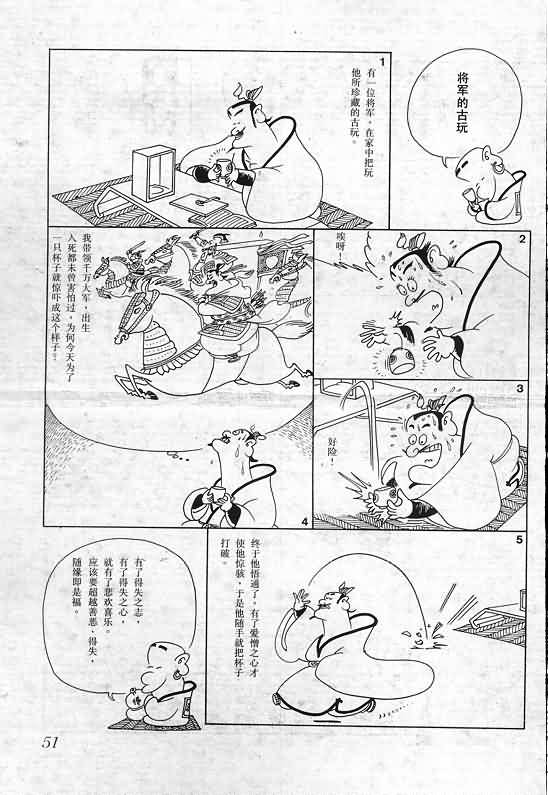 将军的古玩
1
有一位将军，在家中把玩
他所珍藏的古玩。
2
唉呀！
3
好险！
我带领千万大军，出生
入死都未曾害怕过，为何今天为了
一只杯子就惊吓成这个样子？
4
5
终于他悟通了，有了爱憎之心才
使他惊骇，于是他随手就把杯子
打破。
有了得失之志，
有了得失之心，
就有了悲欢喜乐。
应该要超越善恶、得失，
随缘即是福。
51